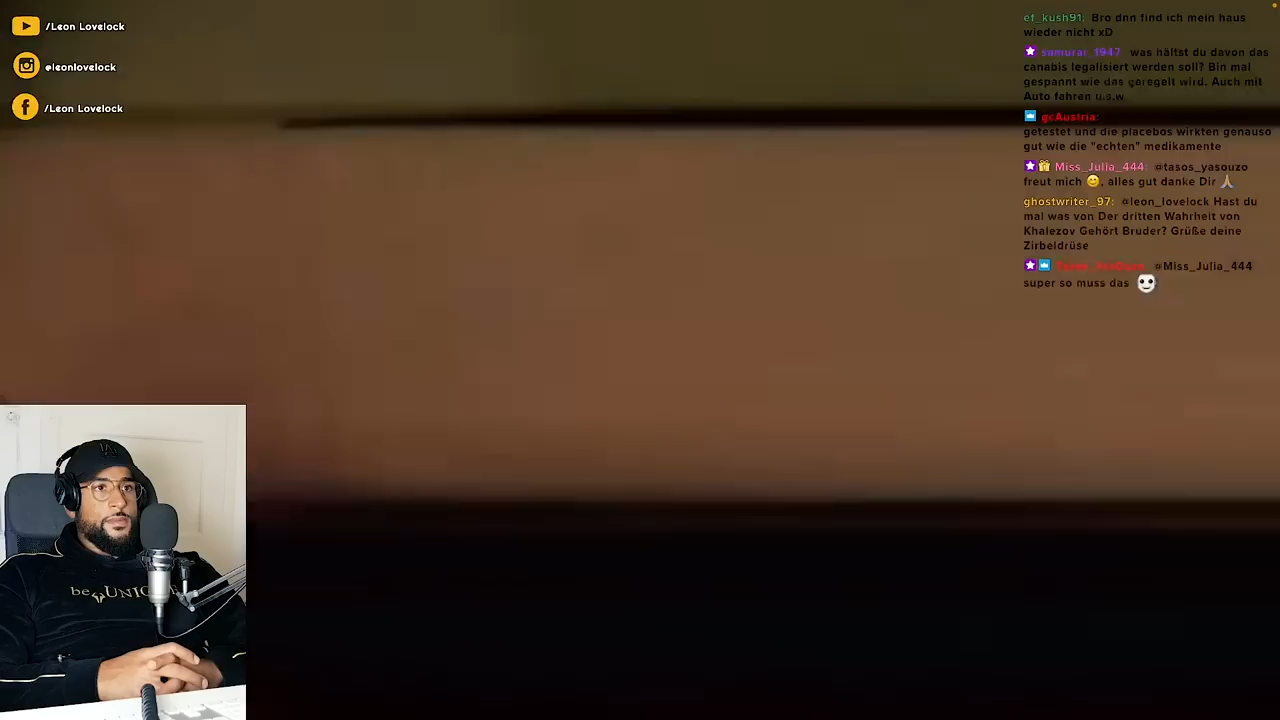 /Leon Lovelock
@leonlovelock
/Leon Lovelock
ef_kush91: Bro dnn find ich mein haus
wieder nicht xD
samurai_1947 was hältst du davon das
canabis legalisiert werden soll? Bin mal
gespannt wie das geregelt wird. Auch mit
Auto fahren u.s.w
gcAustria:
getestet und die placebos wirkten genauso
gut wie die "echten" medikamente
Miss_Julia_444: @tasos_yasouzo
freut mich 😊, alles gut danke Dir 🙏
ghostwriter_97: @leon_lovelock Hast du
mal was von Der dritten Wahrheit von
Khalezov Gehört Bruder? Grüße deine
Zirbeldrüse
@Miss_Julia_444
super so muss das
be UNIQUE